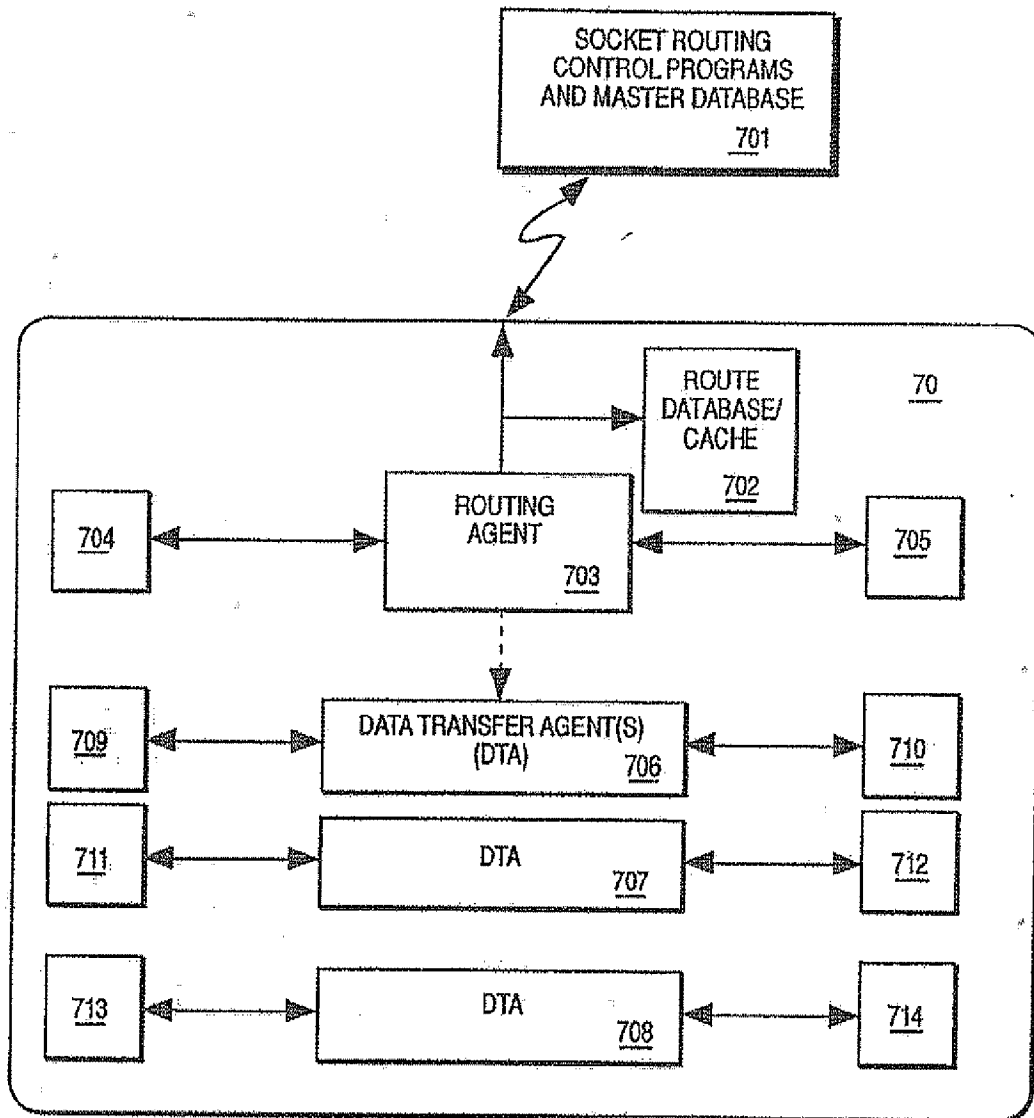 SOCKET ROUTING
CONTROL PROGRAMS
AND MASTER DATABASE
701
70
ROUTE
DATABASE/
CACHE
702
704
ROUTING
AGENT
703
705
709
DATA TRANSFER AGENT(S)
(DTA)
706
710
711
DTA
707
712
713
DTA
708
714